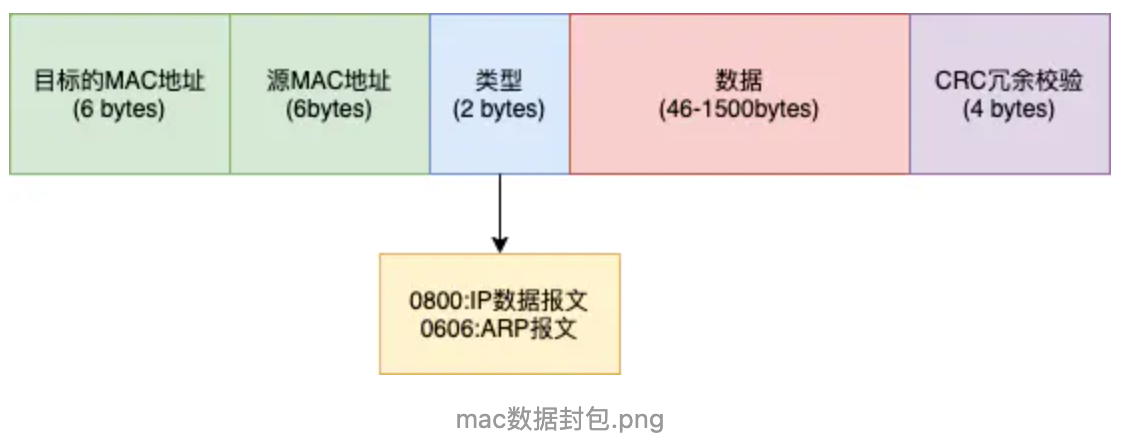 目标的MAC地址
(6 bytes)
源MAC地址
(6bytes)
类型
(2 bytes)
数据
(46-1500bytes)
CRC冗余校验
(4 bytes)
0800:IP数据报文
0606:ARP报文
mac数据封包.png